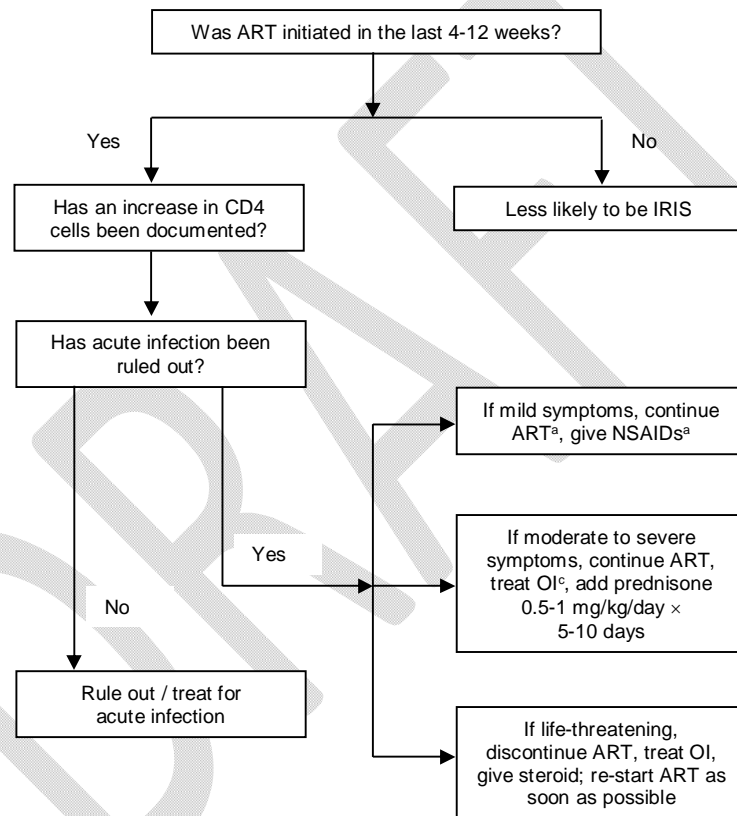 Was ART initiated in the last 4-12 weeks?
Yes
No
Has an increase in CD4
cells been documented?
Less likely to be IRIS
Has acute infection been
ruled out?
If mild symptoms, continue
ARTᵃ, give NSAIDsᵃ
Yes
If moderate to severe
symptoms, continue ART,
treat OIᶜ, add prednisone
0.5-1 mg/kg/day ×
5-10 days
No
Rule out / treat for
acute infection
If life-threatening,
discontinue ART, treat OI,
give steroid; re-start ART as
soon as possible
DRAFT